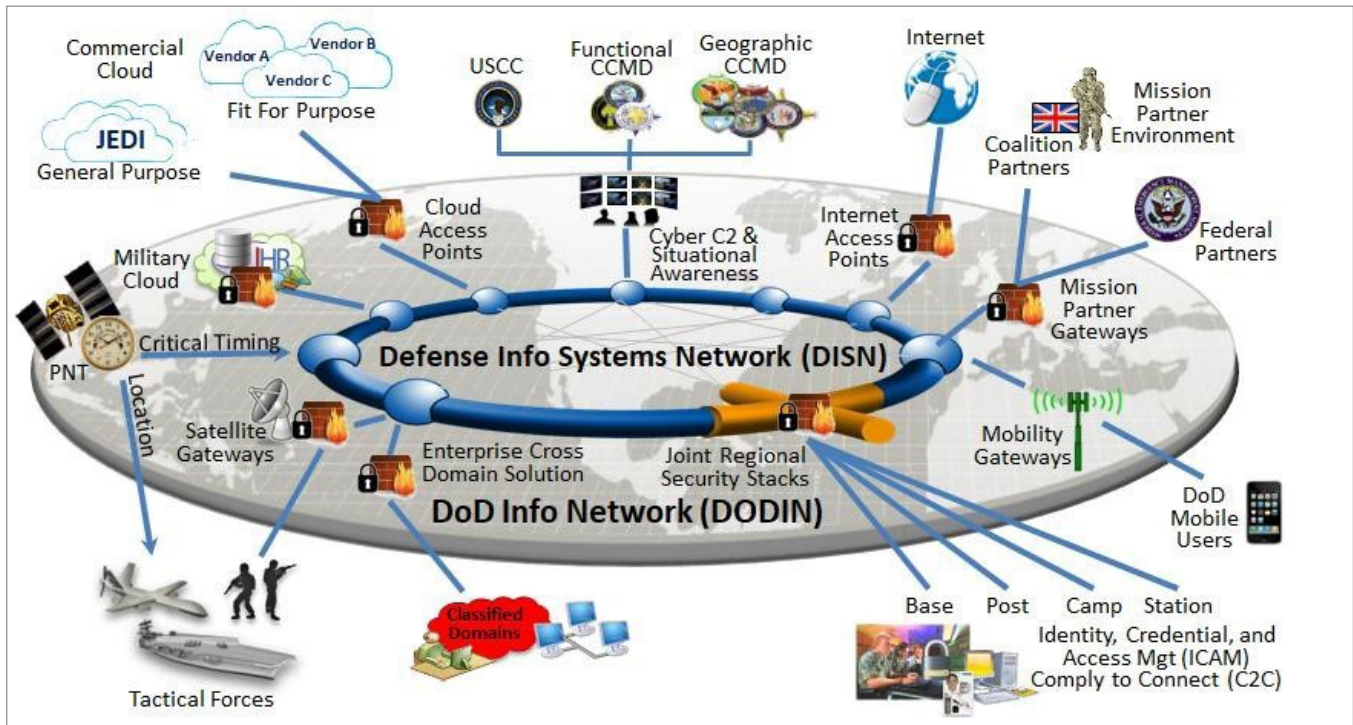 Commercial
Cloud
Vendor A
Vendor B
Vendor C
Fit For Purpose
JEDI
General Purpose
USCC
Functional
CCMD
Geographic
CCMD
Internet
Mission
Partner
Environment
Coalition
Partners
Federal
Partners
Cloud
Access
Points
Cyber C2 &
Situational
Awareness
Internet
Access
Points
Military
Cloud
Mission
Partner
Gateways
PNT
Critical Timing
Location
Defense Info Systems Network (DISN)
Satellite
Gateways
Enterprise Cross
Domain Solution
Joint Regional
Security Stacks
Mobility
Gateways
DoD Info Network (DODIN)
DoD
Mobile
Users
Tactical Forces
Classified
Domains
Base
Post
Camp
Station
Identity, Credential, and
Access Mgt (ICAM)
Comply to Connect (C2C)